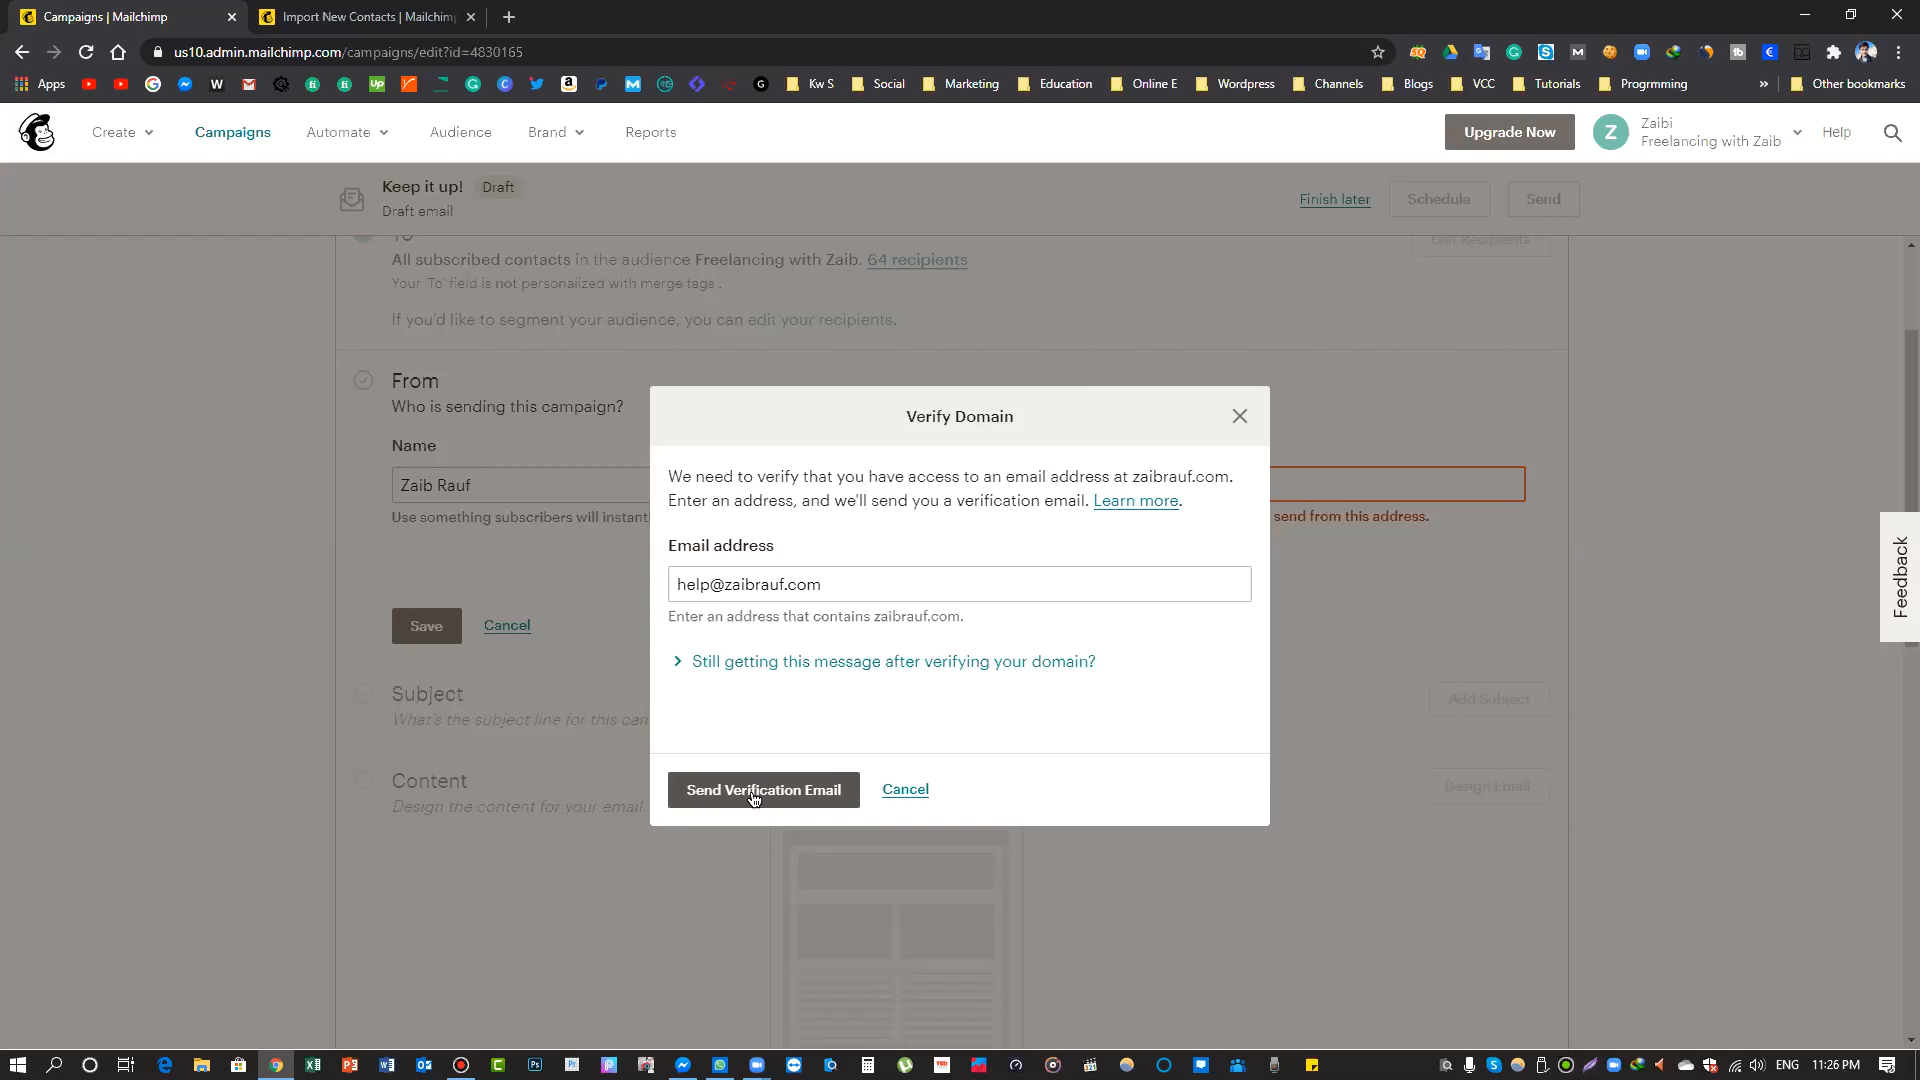 Campaigns | Mailchimp
Import New Contacts | Mailchimp
us10.admin.mailchimp.com/campaigns/edit?id=4830165
Apps
Kw S
Social
Marketing
Education
Online E
Wordpress
Channels
Blogs
VCC
Tutorials
Progrmming
Other bookmarks
Create
Campaigns
Automate
Audience
Brand
Reports
Upgrade Now
Z
Zaibi
Freelancing with Zaib
Help
Keep it up!
Draft
Draft email
Finish later
Schedule
Send
To
Edit Recipients
All subscribed contacts in the audience Freelancing with Zaib. 64 recipients
Your 'To' field is not personalized with merge tags .
If you'd like to segment your audience, you can edit your recipients.
From
Who is sending this campaign?
Name
Zaib Rauf
Use something subscribers will instant
send from this address.
Save
Cancel
Subject
What's the subject line for this cam
Add Subject
Content
Design the content for your email.
Design Email
Verify Domain
We need to verify that you have access to an email address at zaibrauf.com.
Enter an address, and we'll send you a verification email. Learn more.
Email address
help@zaibrauf.com
Enter an address that contains zaibrauf.com.
Still getting this message after verifying your domain?
Send Verification Email
Cancel
Feedback
ENG
11:26 PM